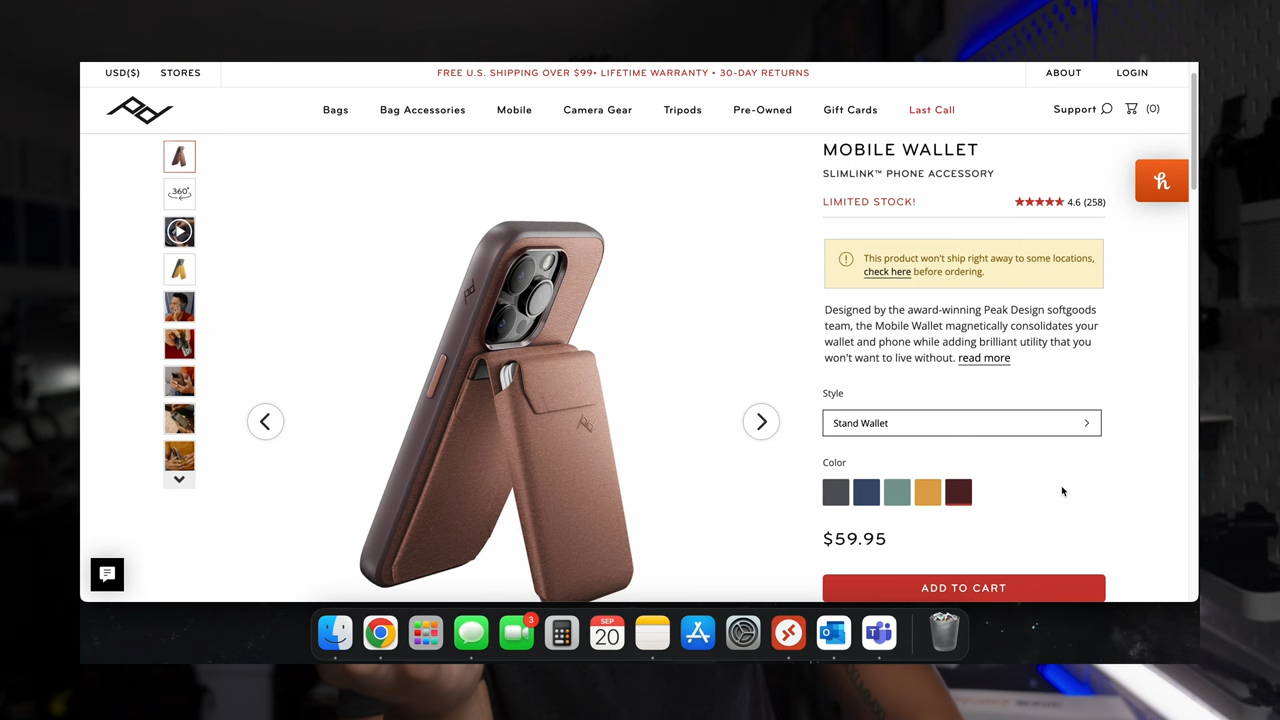 USD($) STORES
FREE U.S. SHIPPING OVER $99• LIFETIME WARRANTY • 30-DAY RETURNS
ABOUT LOGIN
Bags Bag Accessories Mobile Camera Gear Tripods Pre-Owned Gift Cards Last Call
Support (0)
360°
MOBILE WALLET
SLIMLINK™ PHONE ACCESSORY
LIMITED STOCK!
4.6 (258)
This product won't ship right away to some locations,
check here before ordering.
Designed by the award-winning Peak Design softgoods
team, the Mobile Wallet magnetically consolidates your
wallet and phone while adding brilliant utility that you
won't want to live without. read more
Style
Stand Wallet
Color
$59.95
ADD TO CART
3
SEP
20